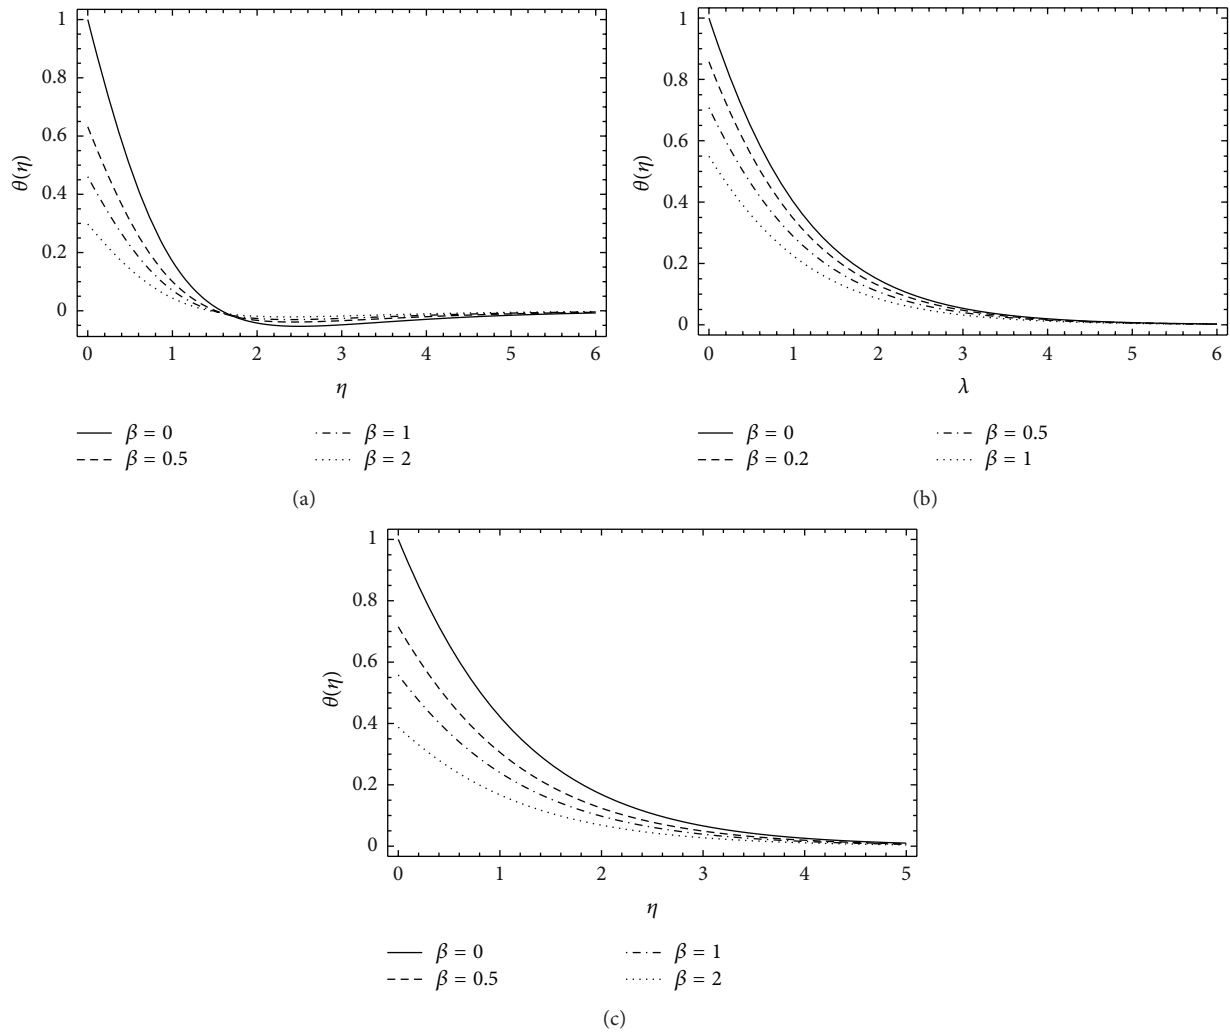 1
0.8
0.6
0.4
0.2
0
θ(η)
0 1 2 3 4 5 6
η
β = 0
β = 0.5
β = 1
β = 2
(a)
1
0.8
0.6
0.4
0.2
0
θ(η)
0 1 2 3 4 5 6
λ
β = 0
β = 0.2
β = 0.5
β = 1
(b)
1
0.8
0.6
0.4
0.2
0
θ(η)
0 1 2 3 4 5
η
β = 0
β = 0.5
β = 1
β = 2
(c)